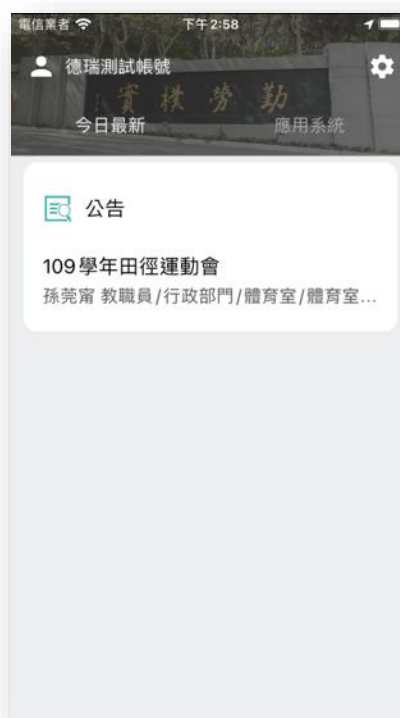 電信業者 下午2:58
德瑞測試帳號
實樸勞勤
今日最新 應用系統
公告
109學年田徑運動會
孫莞甯 教職員/行政部門/體育室/體育室...